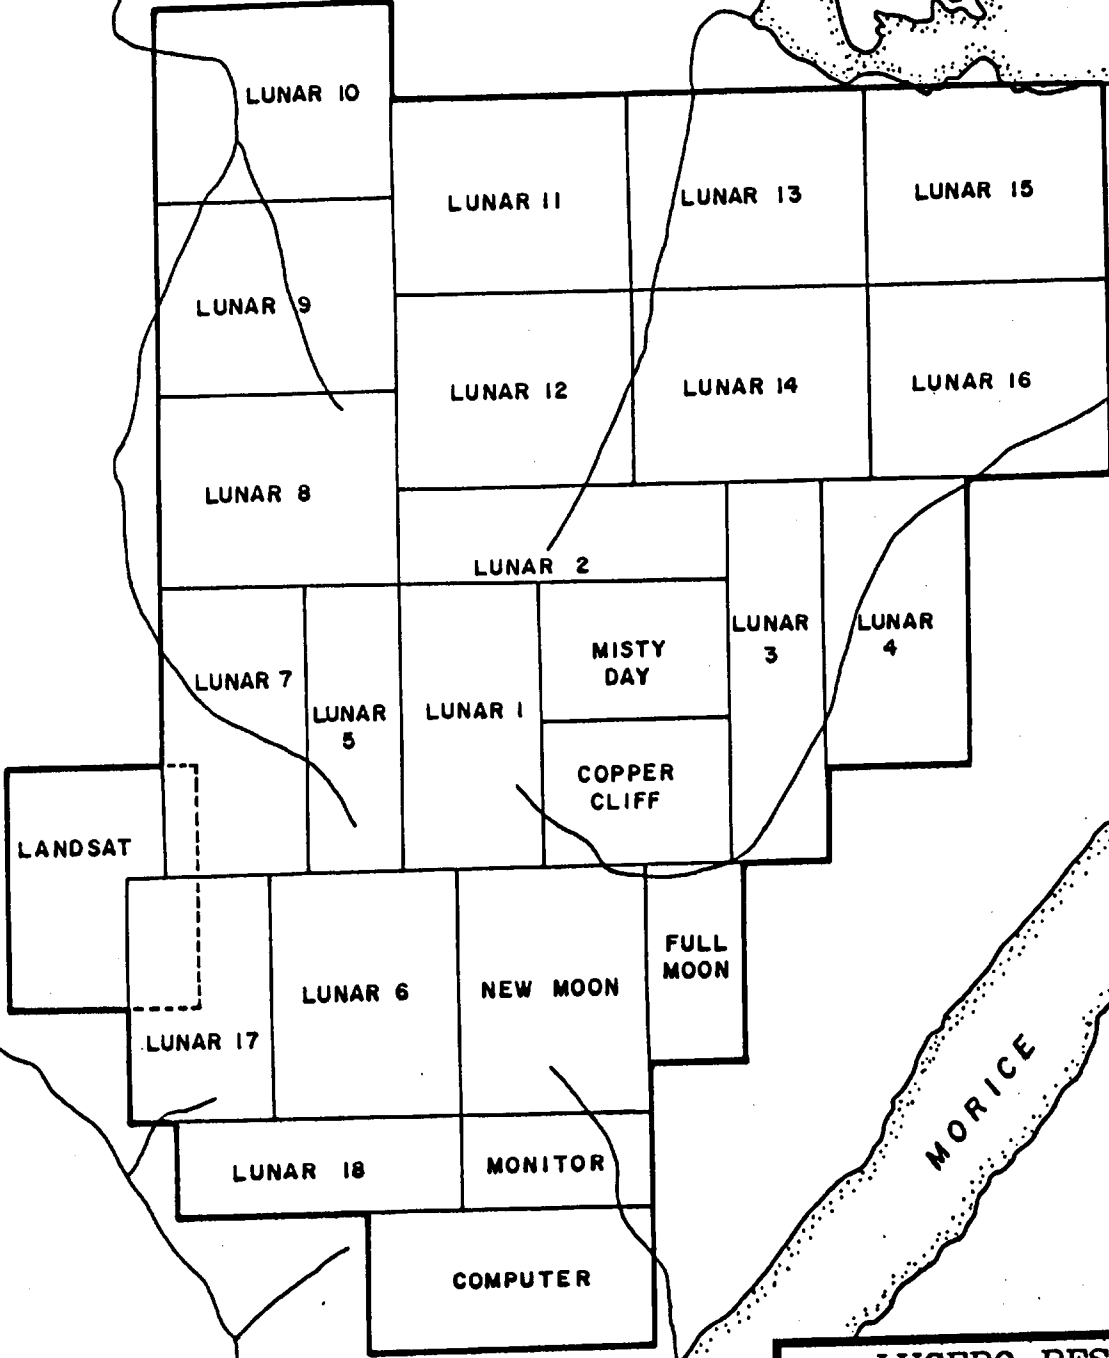 LUNAR 10
LUNAR 11
LUNAR 13
LUNAR 15
LUNAR 9
LUNAR 12
LUNAR 14
LUNAR 16
LUNAR 8
LUNAR 2
LUNAR
3
LUNAR
4
MISTY
DAY
LUNAR 7
LUNAR
5
LUNAR 1
COPPER
CLIFF
LANDSAT
FULL
MOON
LUNAR 6
NEW MOON
LUNAR 17
MORICE
LUNAR 18
MONITOR
COMPUTER